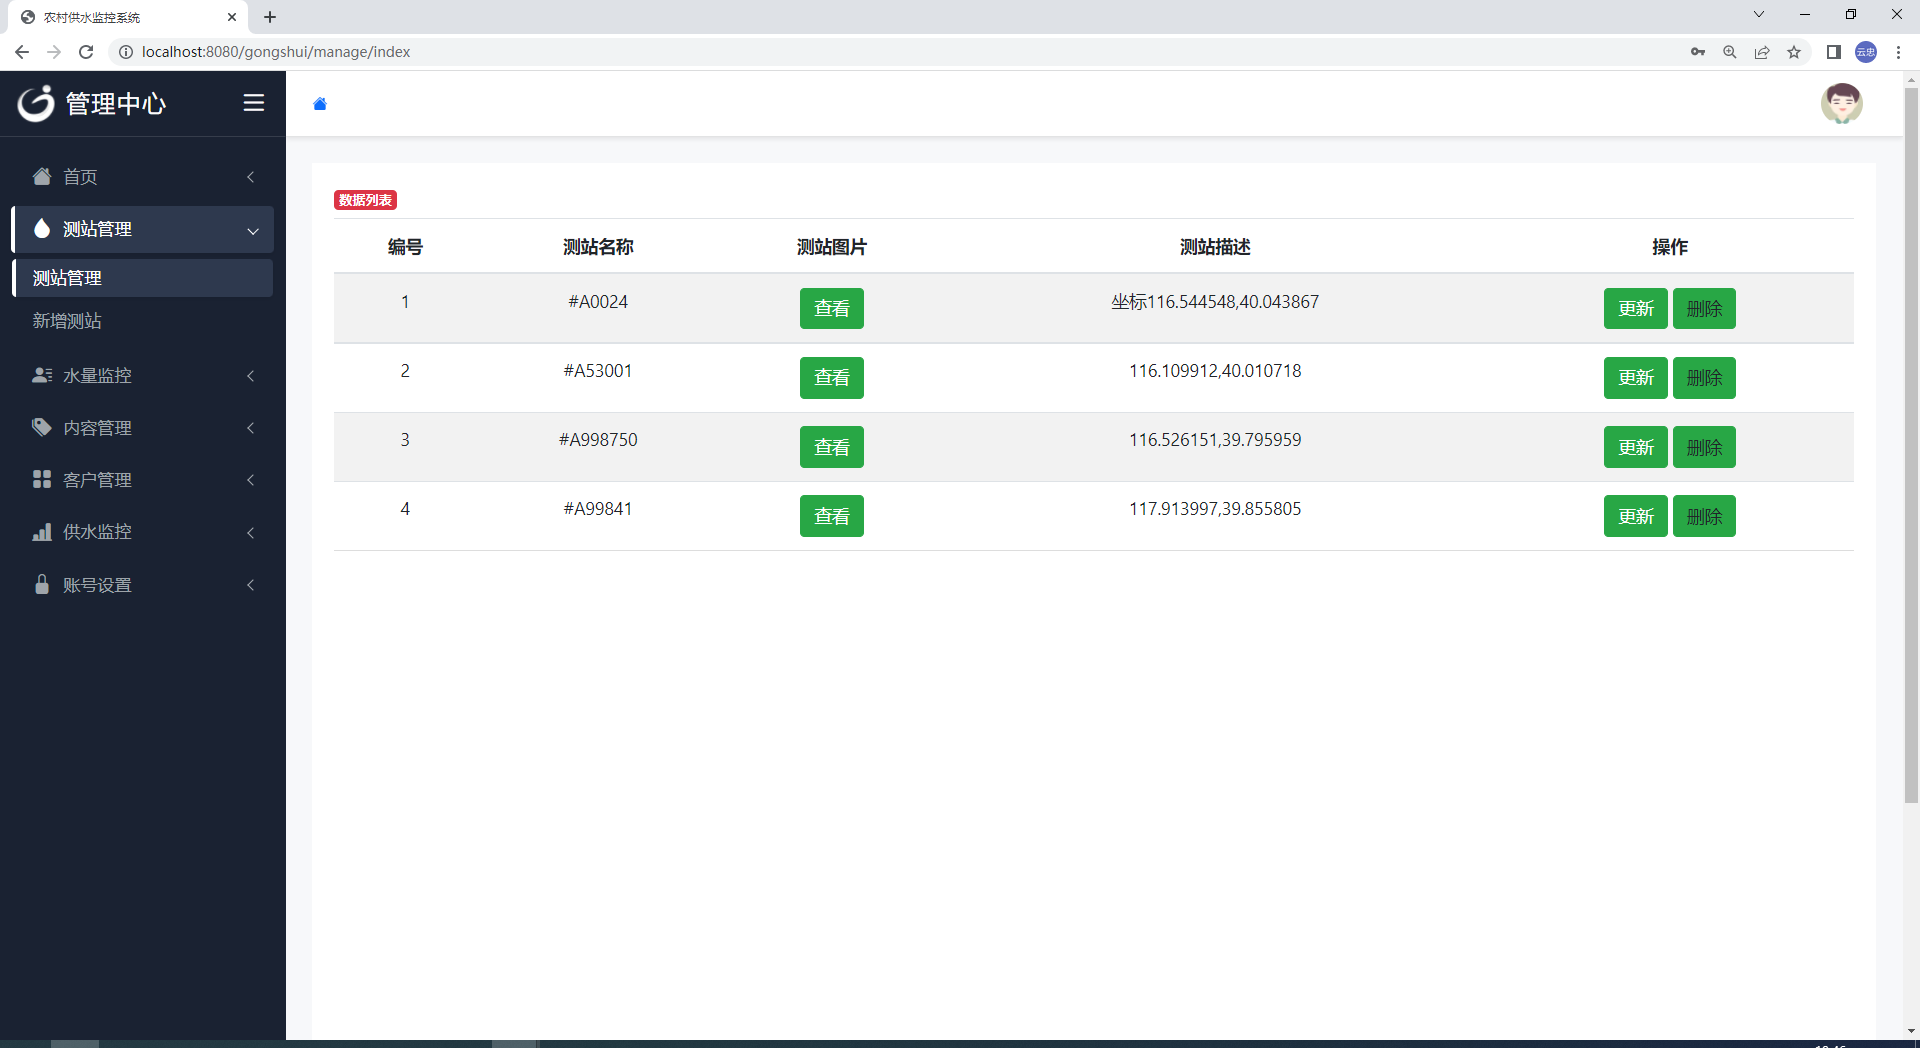 农村供水监控系统
localhost:8080/gongshui/manage/index
云忠
管理中心
首页
测站管理
测站管理
新增测站
水量监控
内容管理
客户管理
供水监控
账号设置
数据列表
编号 测站名称 测站图片 测站描述 操作
1 #A0024 查看 坐标116.544548,40.043867 更新 删除
2 #A53001 查看 116.109912,40.010718 更新 删除
3 #A998750 查看 116.526151,39.795959 更新 删除
4 #A99841 查看 117.913997,39.855805 更新 删除